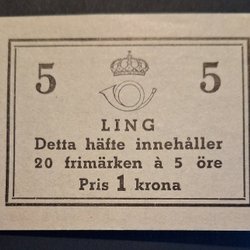 5 5
LING
Detta häfte innehåller
20 frimärken à 5 öre
Pris 1 krona